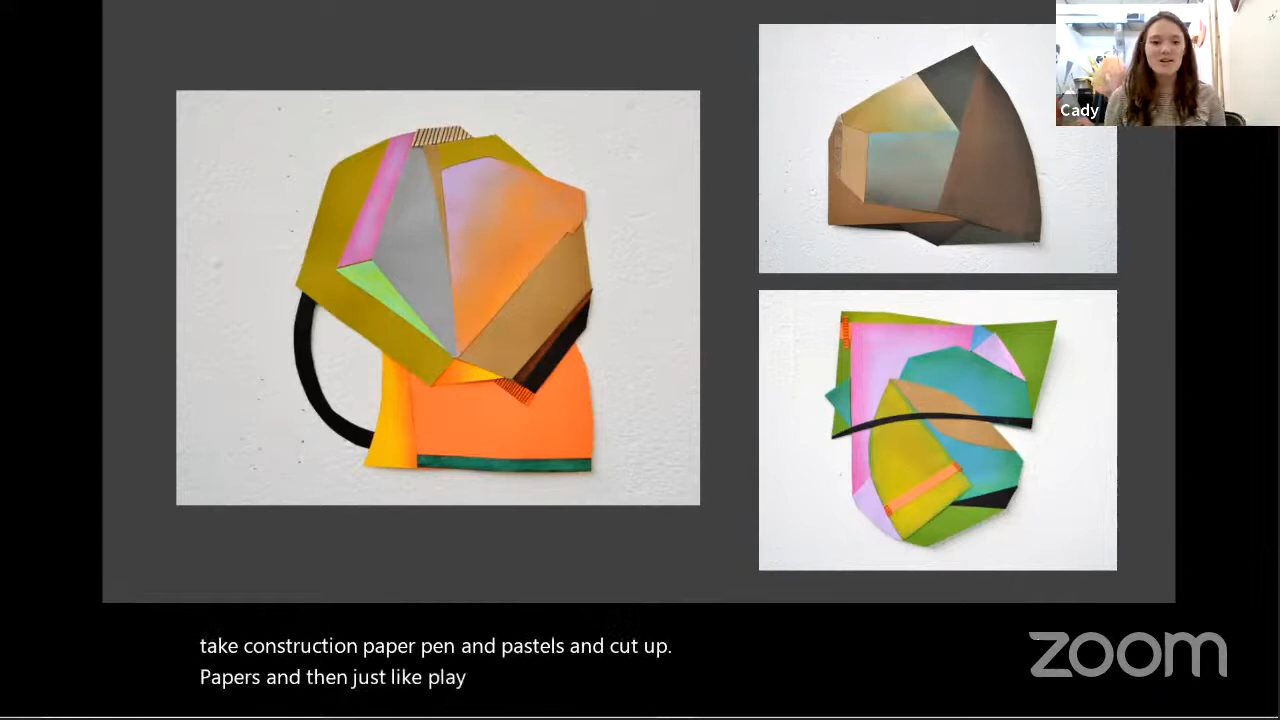 Cady
take construction paper pen and pastels and cut up.
Papers and then just like play
zoom